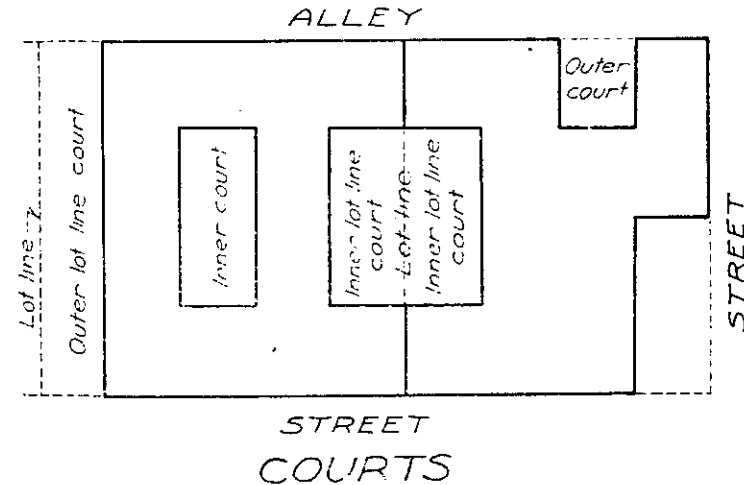 ALLEY
Lot line
Outer lot line court
Inner court
Inner lot line
court
Lot line
Inner lot line
court
Outer
court
STREET
STREET
COURTS